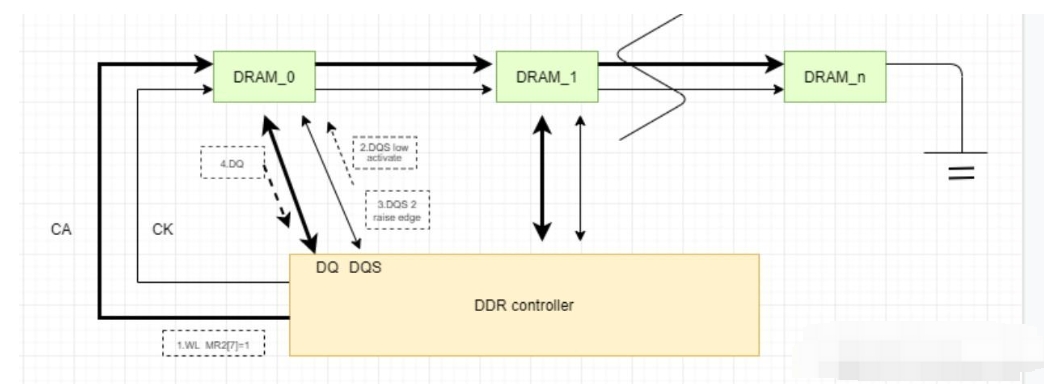 DRAM_0
DRAM_1
DRAM_n
2.DQS low
activate
4.DQ
3.DQS 2
raise edge
CA
CK
DQ DQS
DDR controller
1.WL MR2[7]=1